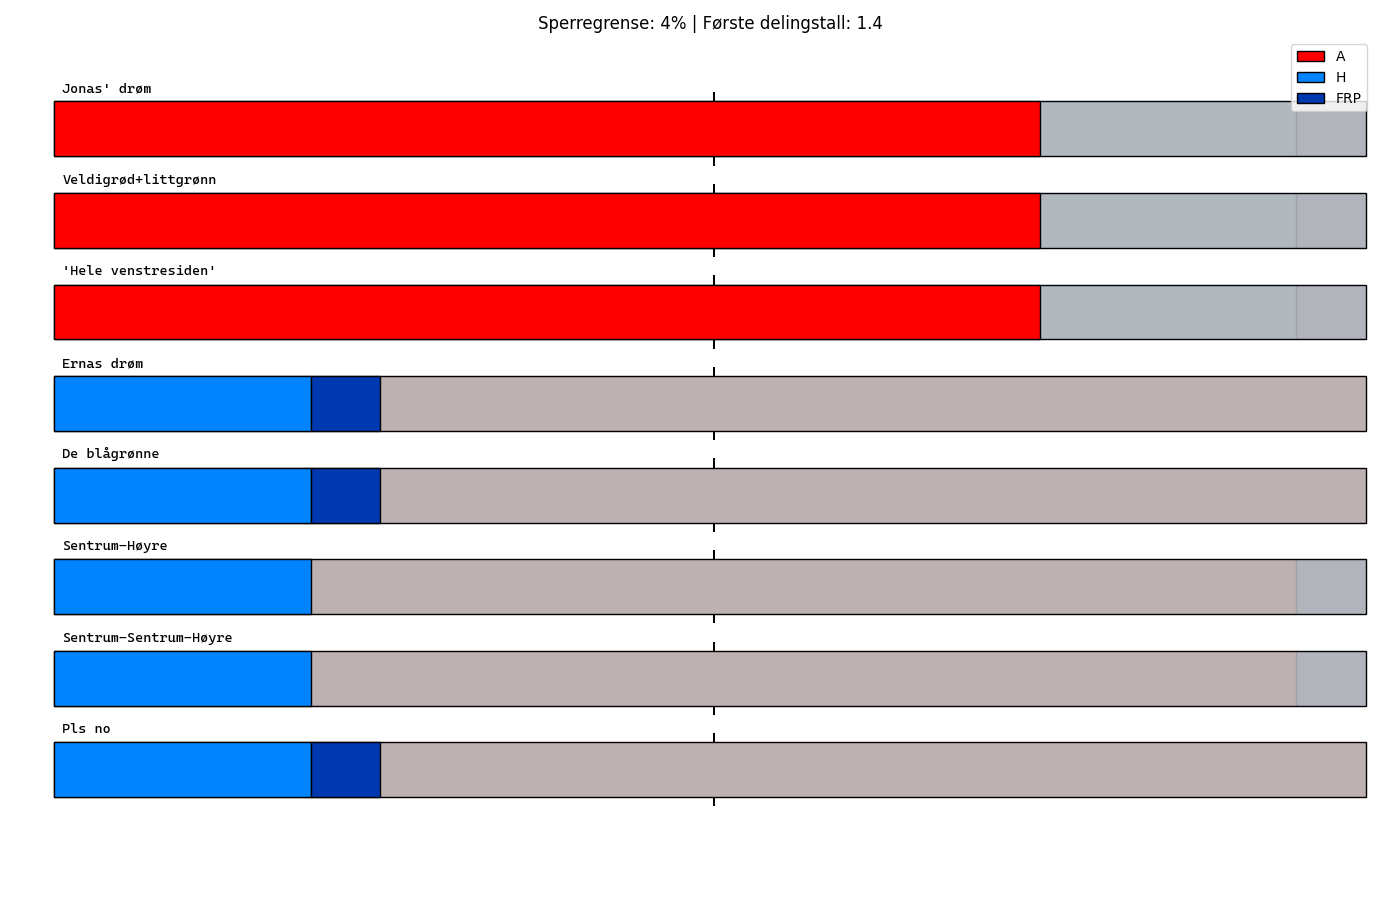 Sperregrense: 4% | Første delingstall: 1.4
A
H
FRP
Jonas' drøm
Veldigrød+littgrønn
'Hele venstresiden'
Ernas drøm
De blågrønne
Sentrum-Høyre
Sentrum-Sentrum-Høyre
Pls no